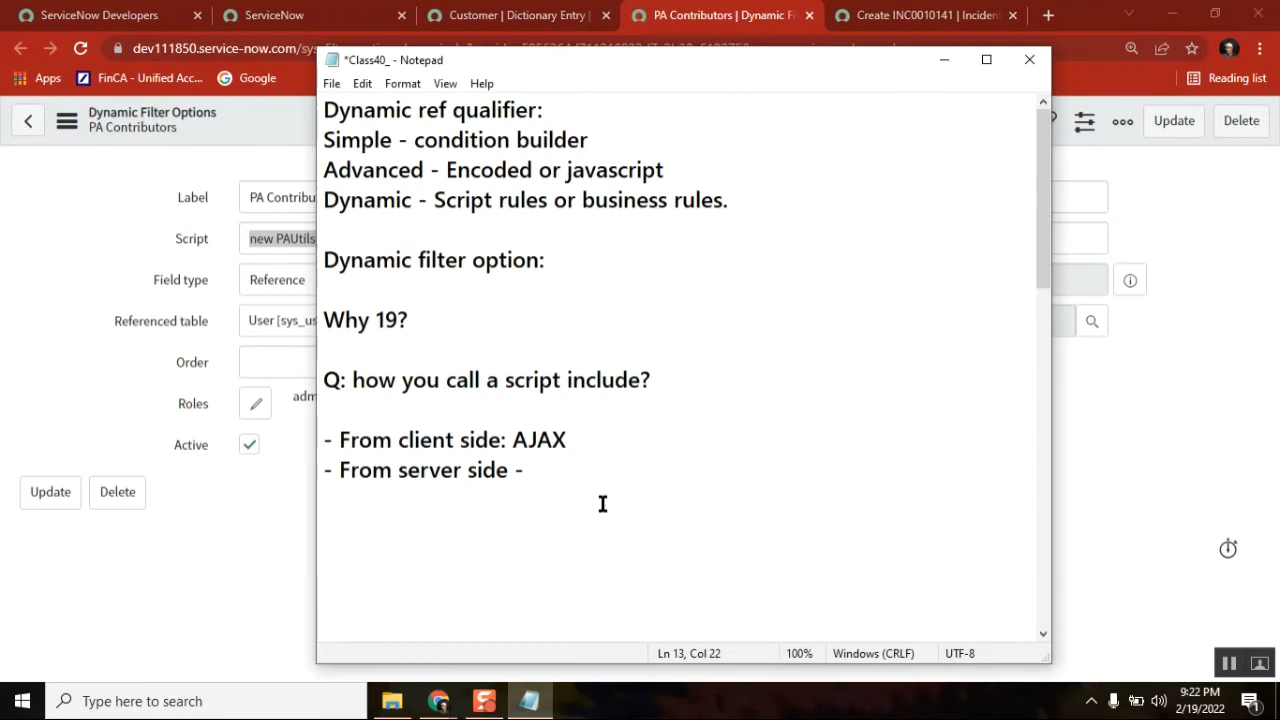 ServiceNow Developers
ServiceNow
Customer | Dictionary Entry |
PA Contributors | Dynamic F
Create INC0010141 | Inciden
dev111850.service-now.com/sys
Apps
FinCA - Unified Acc...
Google
Reading list
*Class40_ - Notepad
File Edit Format View Help
Dynamic Filter Options
PA Contributors
Update
Delete
Label
PA Contribu
Script
new PAUtils
Field type
Reference
Referenced table
User [sys_us
Order
Roles
adm
Active
Update
Delete
Dynamic ref qualifier:
Simple - condition builder
Advanced - Encoded or javascript
Dynamic - Script rules or business rules.
Dynamic filter option:
Why 19?
Q: how you call a script include?
- From client side: AJAX
- From server side -
Ln 13, Col 22
100%
Windows (CRLF)
UTF-8
Type here to search
9:22 PM
2/19/2022
1